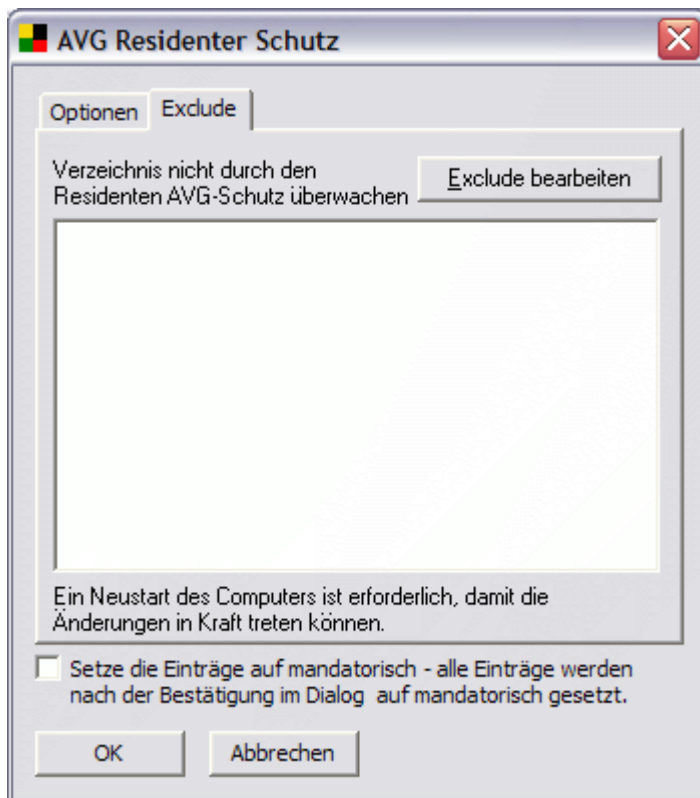 AVG Residenter Schutz
Optionen
Exclude
Verzeichnis nicht durch den
Residenten AVG-Schutz überwachen
Exclude bearbeiten
Ein Neustart des Computers ist erforderlich, damit die
Änderungen in Kraft treten können.
Setze die Einträge auf mandatorisch - alle Einträge werden
nach der Bestätigung im Dialog  auf mandatorisch gesetzt.
OK
Abbrechen